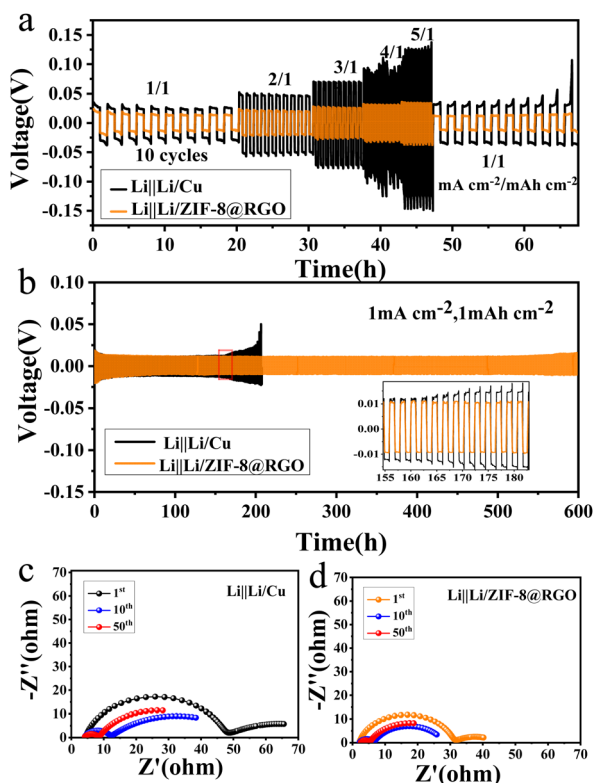 a
Voltage(V)
0.15
0.10
0.05
0.00
-0.05
-0.10
-0.15
1/1
2/1
3/1
4/1
5/1
10 cycles
1/1
mA cm-2/mAh cm-2
Li||Li/Cu
Li||Li/ZIF-8@RGO
0 10 20 30 40 50 60
Time(h)
b
Voltage(V)
0.10
0.05
0.00
-0.05
-0.10
-0.15
1mA cm-2,1mAh cm-2
Li||Li/Cu
Li||Li/ZIF-8@RGO
0.01
0.00
-0.01
155 160 165 170 175 180
0 100 200 300 400 500 600
Time(h)
c
-Z''(ohm)
70
60
50
40
30
20
10
0
1st
10th
50th
Li||Li/Cu
0 10 20 30 40 50 60 70
Z'(ohm)
d
-Z''(ohm)
70
60
50
40
30
20
10
0
1st
10th
50th
Li||Li/ZIF-8@RGO
0 10 20 30 40 50 60 70
Z'(ohm)